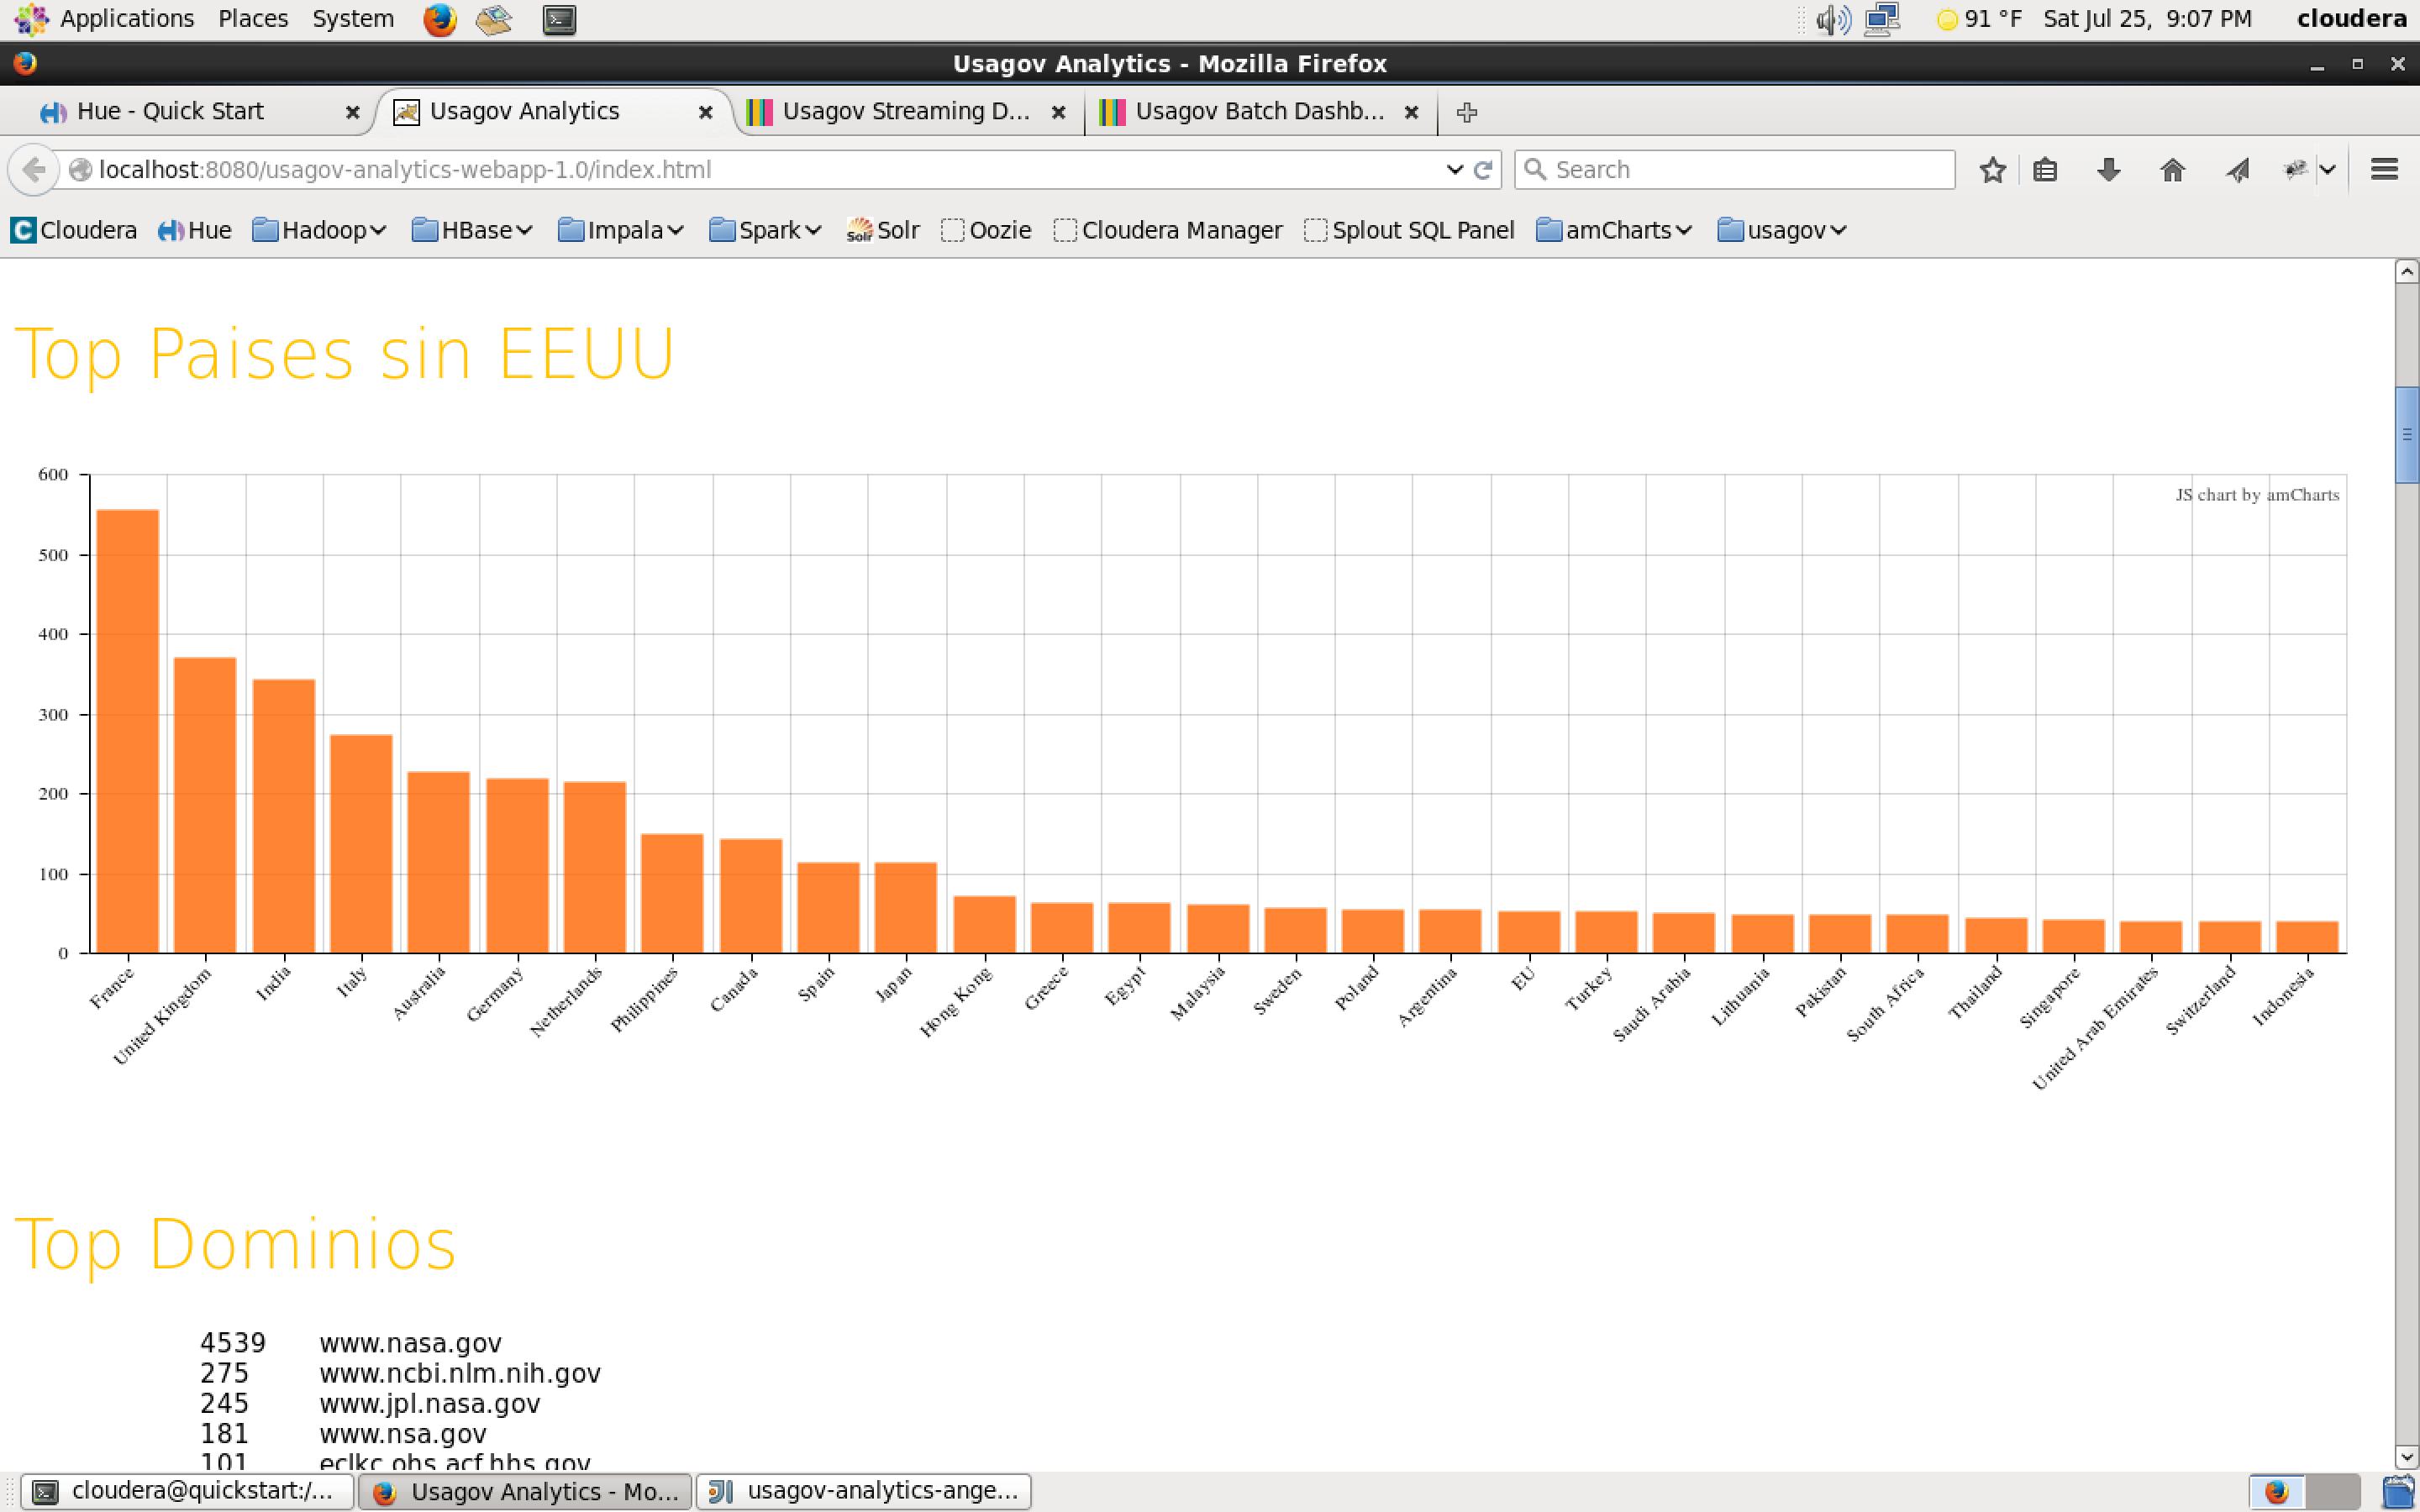 Applications Places System 91 °F Sat Jul 25, 9:07 PM cloudera
Usagov Analytics - Mozilla Firefox
Hue - Quick Start Usagov Analytics Usagov Streaming D... Usagov Batch Dashb...
localhost:8080/usagov-analytics-webapp-1.0/index.html Search
Cloudera Hue Hadoop HBase Impala Spark Solr Oozie Cloudera Manager Splout SQL Panel amCharts usagov
Top Paises sin EEUU
JS chart by amCharts
600
500
400
300
200
100
0
France
United Kingdom
India
Italy
Australia
Germany
Netherlands
Philippines
Canada
Spain
Japan
Hong Kong
Greece
Egypt
Malaysia
Sweden
Poland
Argentina
EU
Turkey
Saudi Arabia
Lithuania
Pakistan
South Africa
Thailand
Singapore
United Arab Emirates
Switzerland
Indonesia
Top Dominios
4539 www.nasa.gov
275 www.ncbi.nlm.nih.gov
245 www.jpl.nasa.gov
181 www.nsa.gov
101 eclkc.ohs.acf.hhs.gov
cloudera@quickstart:/... Usagov Analytics - Mo... usagov-analytics-ange...